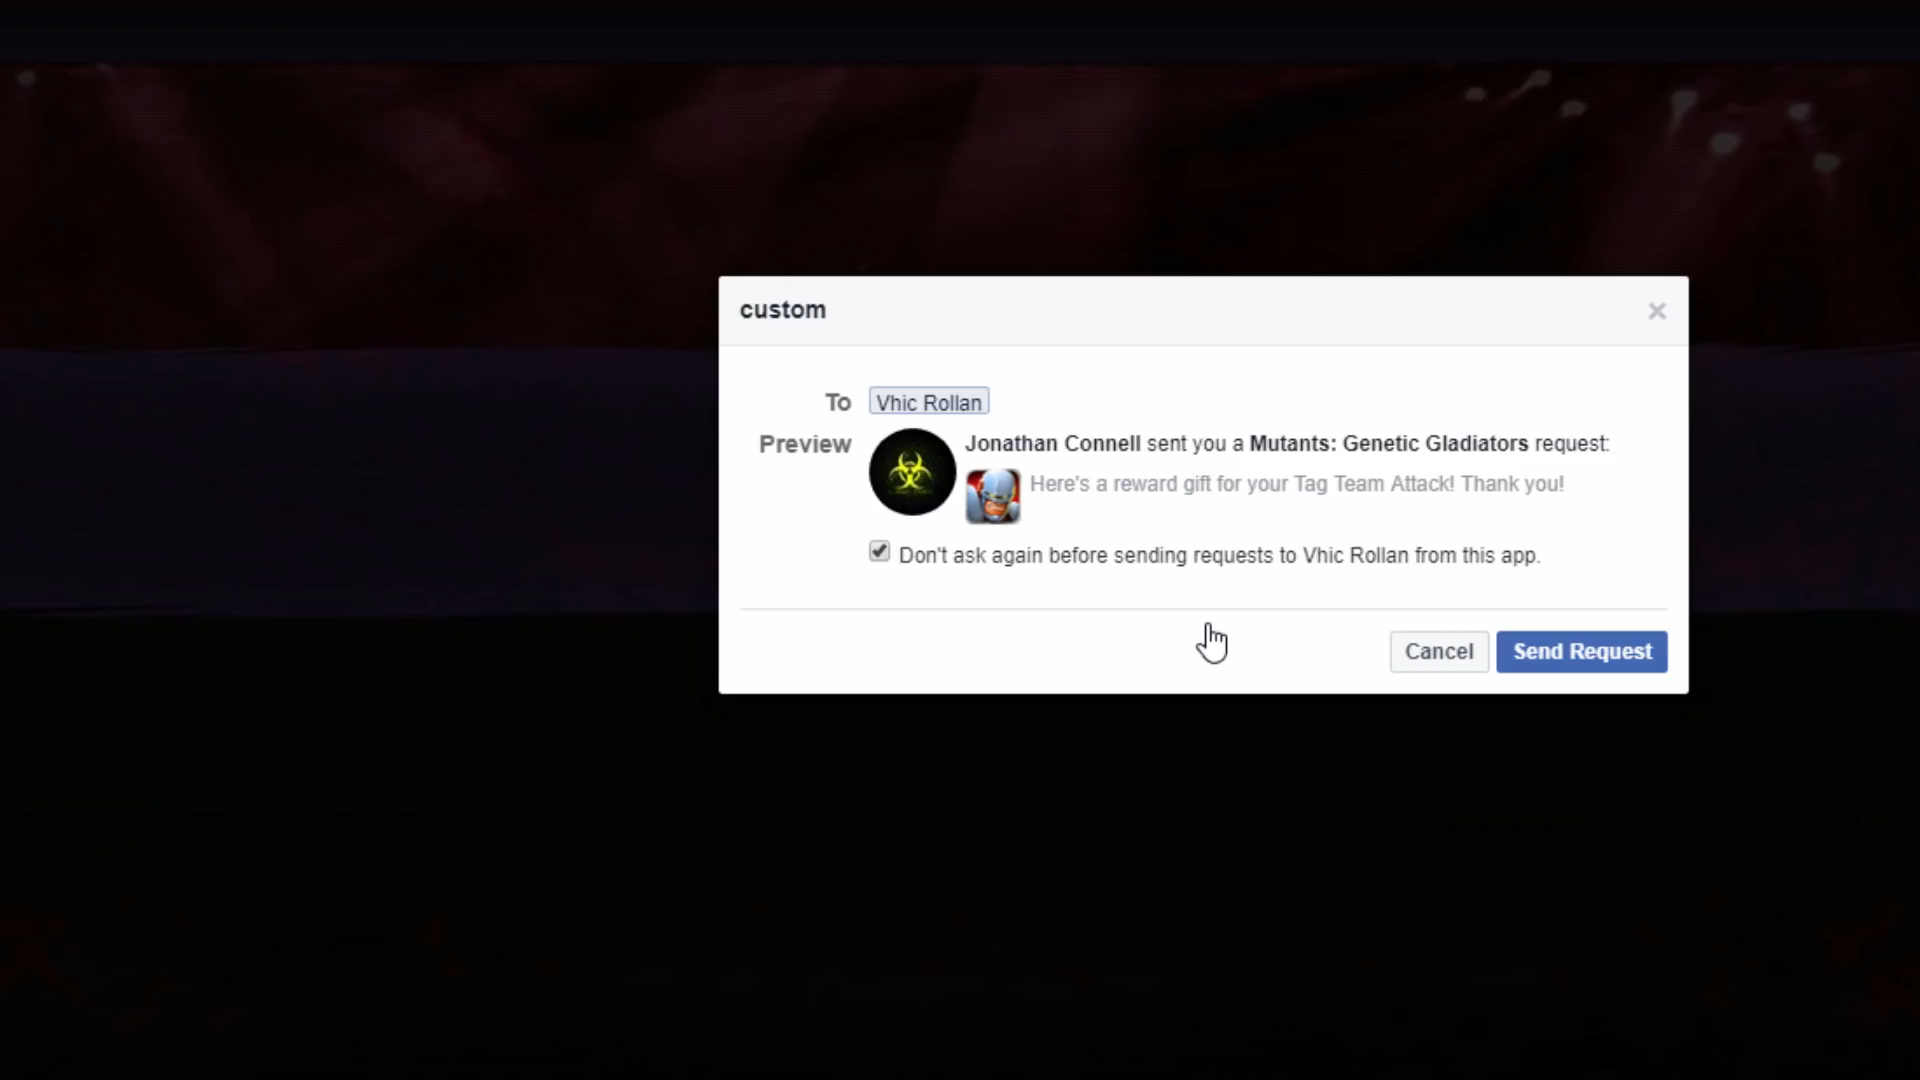 custom
To Vhic Rollan
Preview Jonathan Connell sent you a Mutants: Genetic Gladiators request:
Here's a reward gift for your Tag Team Attack! Thank you!
Don't ask again before sending requests to Vhic Rollan from this app.
Cancel Send Request